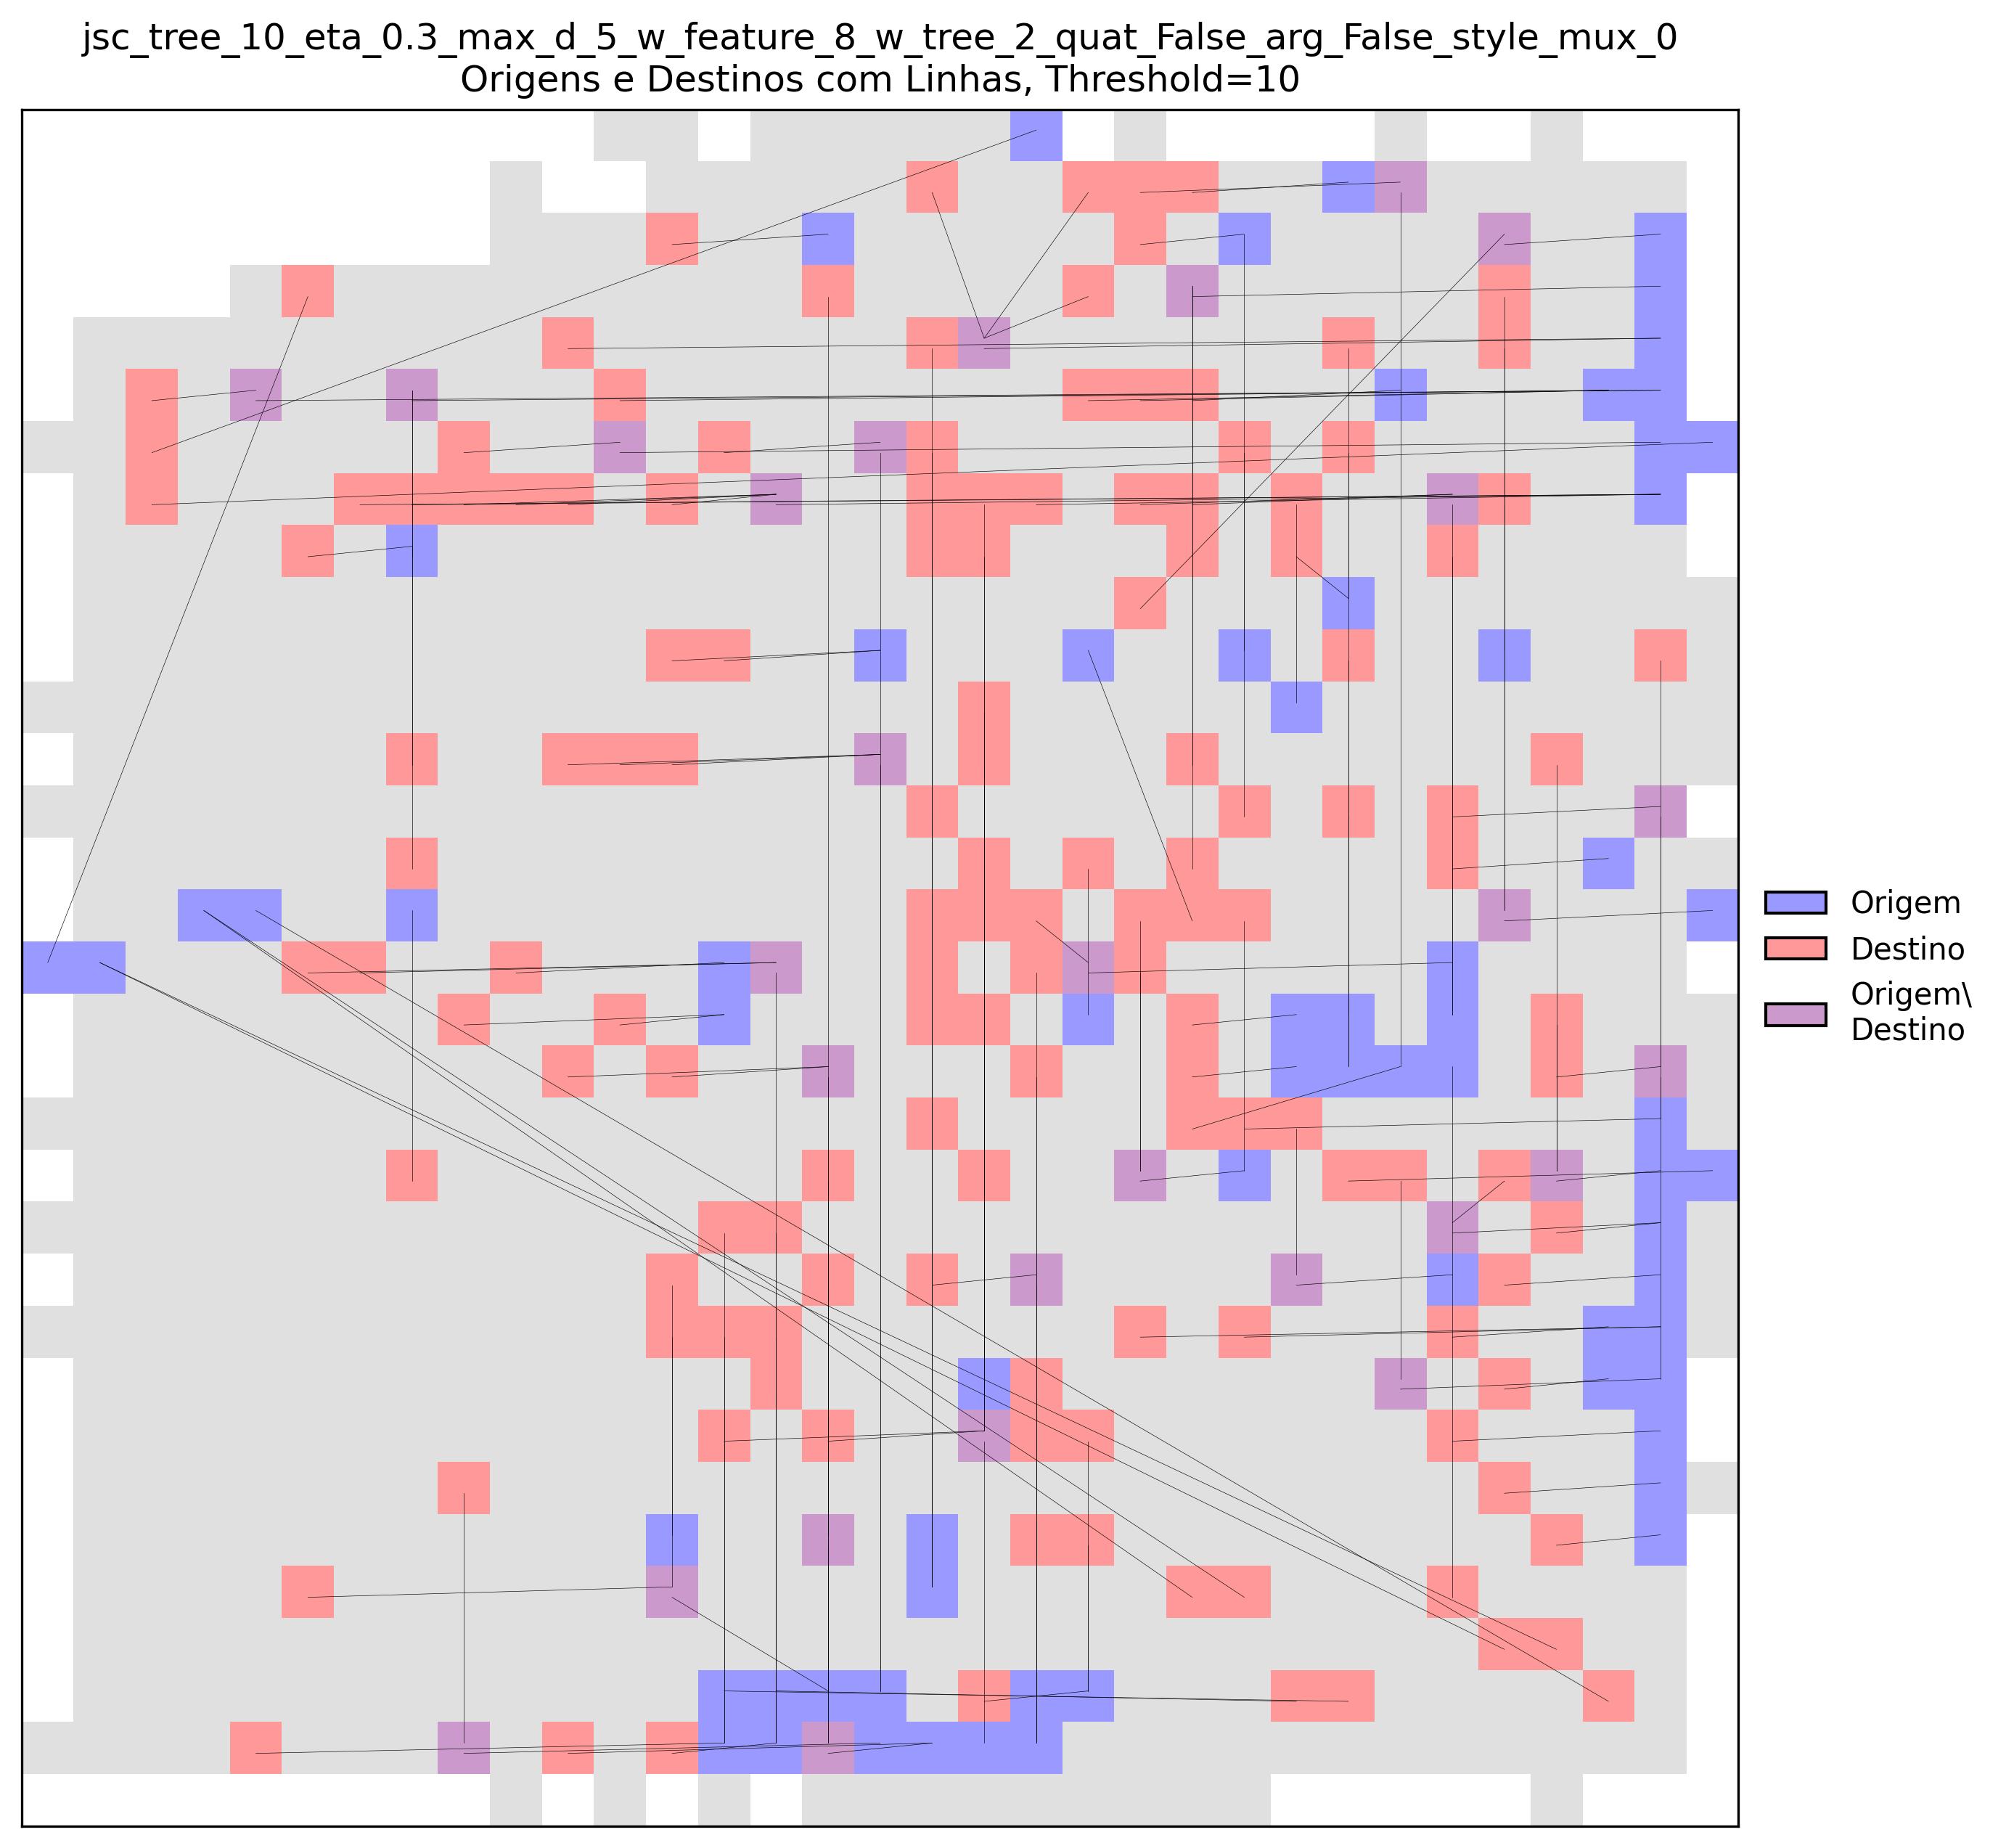 jsc_tree_10_eta_0.3_max_d_5_w_feature_8_w_tree_2_quat_False_arg_False_style_mux_0
Origens e Destinos com Linhas, Threshold=10
Origem
Destino
Origem\
Destino